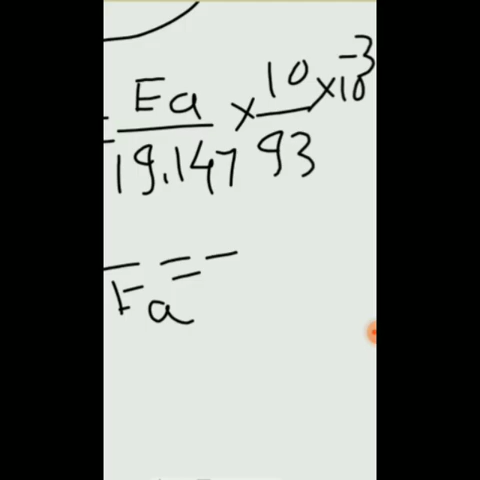 = Ea/19.147 × 10/93 × 10^-3
Ea = -